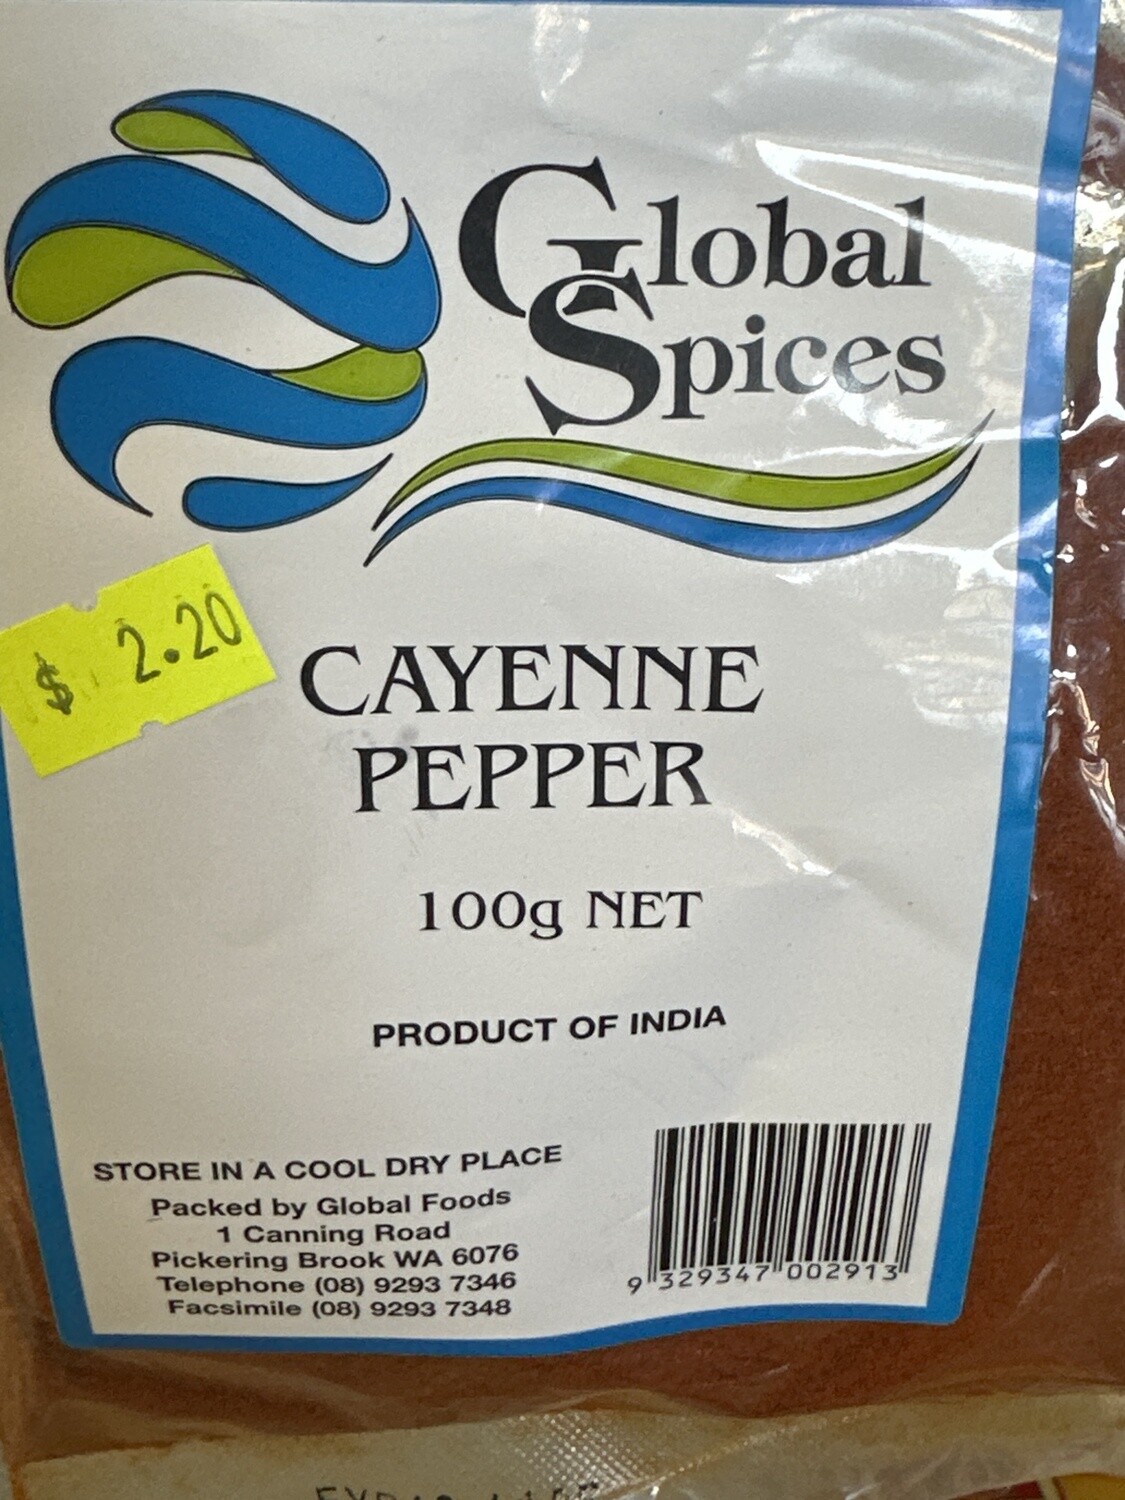 Global
Spices
$ 2.20
CAYENNE
PEPPER
100g NET
PRODUCT OF INDIA
STORE IN A COOL DRY PLACE
Packed by Global Foods
1 Canning Road
Pickering Brook WA 6076
Telephone (08) 9293 7346
Facsimile (08) 9293 7348
9 329347 002913